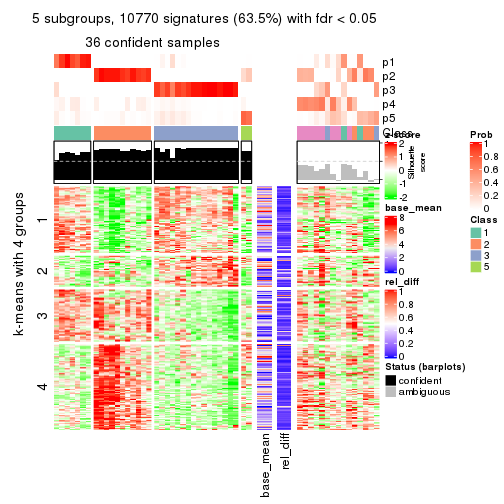 5 subgroups, 10770 signatures (63.5%) with fdr < 0.05
36 confident samples
p1
p2
p3
p4
p5
Class
z-score
2
1
0
-1
-2
Silhouette
score
base_mean
8
6
4
2
0
rel_diff
1
0.8
0.6
0.4
0.2
0
Status (barplots)
confident
ambiguous
Prob
1
0.8
0.6
0.4
0.2
0
Class
1
2
3
5
k-means with 4 groups
1
2
3
4
base_mean
rel_diff